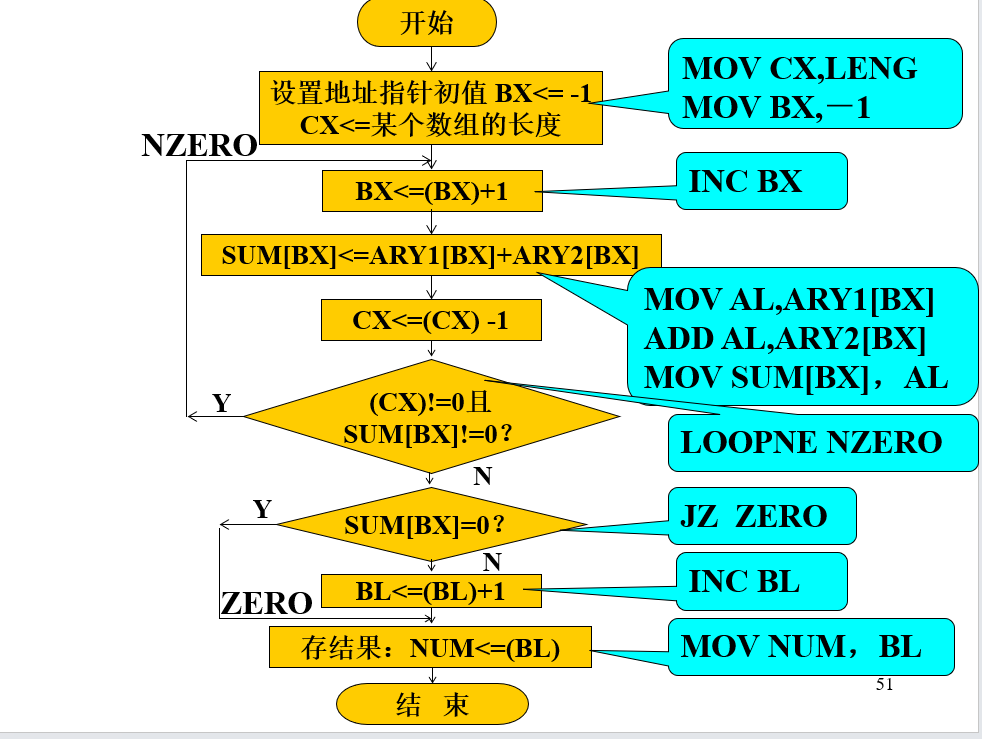 开始
设置地址指针初值 BX<= -1
CX<=某个数组的长度
MOV CX,LENG
MOV BX,－1
NZERO
BX<=(BX)+1
INC BX
SUM[BX]<=ARY1[BX]+ARY2[BX]
MOV AL,ARY1[BX]
ADD AL,ARY2[BX]
MOV SUM[BX]，AL
CX<=(CX) -1
(CX)!=0且
SUM[BX]!=0？
Y
LOOPNE NZERO
N
SUM[BX]=0？
Y
JZ ZERO
N
BL<=(BL)+1
INC BL
ZERO
存结果：NUM<=(BL)
MOV NUM，BL
51
结 束